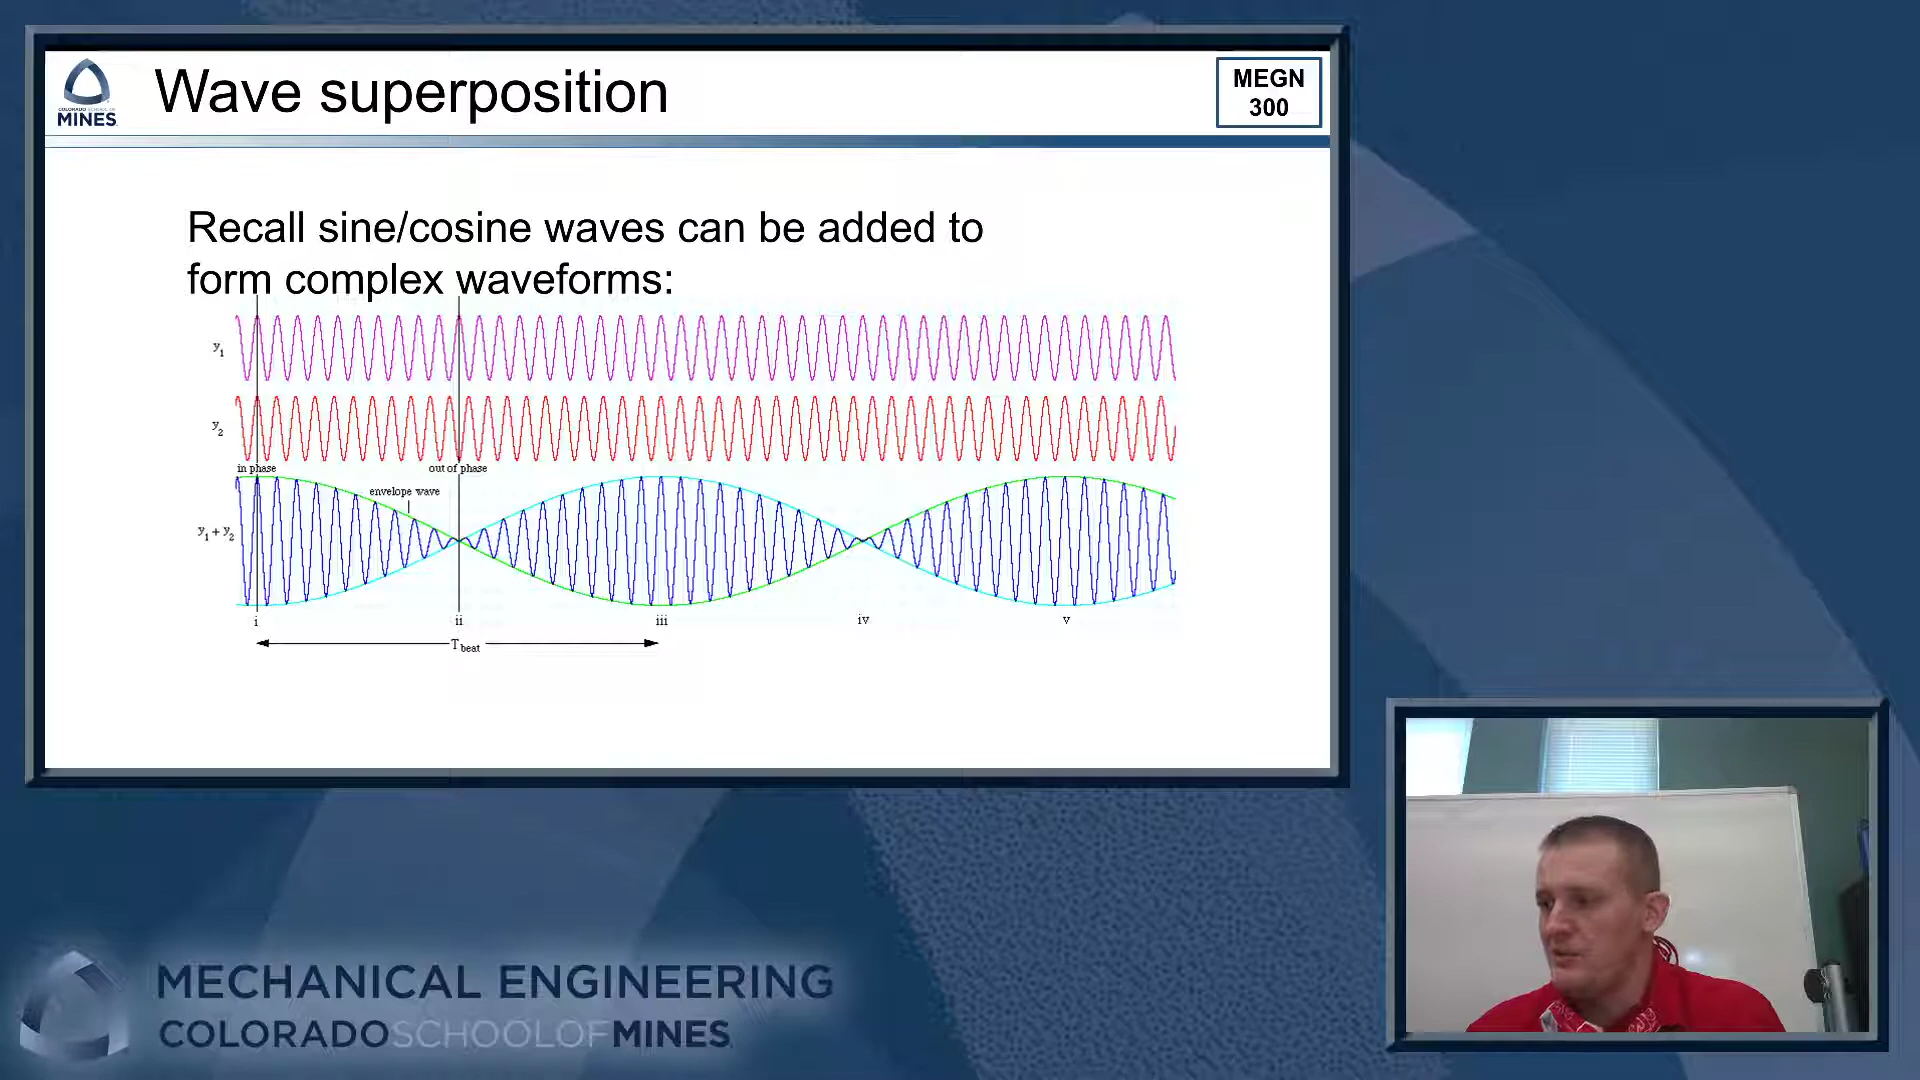 COLORADO SCHOOL OF
MINES
Wave superposition
MEGN
300
Recall sine/cosine waves can be added to
form complex waveforms:
y1
y2
in phase
out of phase
envelope wave
y1 + y2
i
ii
iii
iv
v
Tbeat
MECHANICAL ENGINEERING
COLORADOSCHOOLOFMINES